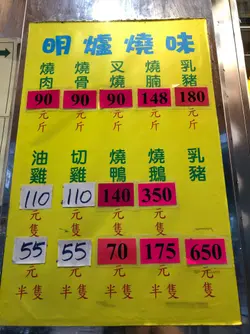 明爐燒味
燒肉 燒骨 叉燒 燒腩 乳豬
90 90 90 148 180
元斤 元斤 元斤 元斤 元斤
油雞 切雞 燒鴨 燒鵝 乳豬
110 110 140 350
元隻 元隻 元隻 元隻
55 55 70 175 650
元半隻 元半隻 元半隻 元半隻 元半隻